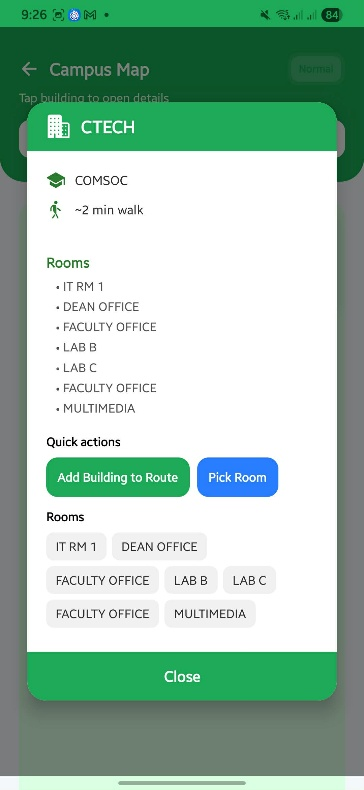 9:26 84
Campus Map Normal
Tap building to open details
CTECH
COMSOC
~2 min walk
Rooms
• IT RM 1
• DEAN OFFICE
• FACULTY OFFICE
• LAB B
• LAB C
• FACULTY OFFICE
• MULTIMEDIA
Quick actions
Add Building to Route Pick Room
Rooms
IT RM 1 DEAN OFFICE
FACULTY OFFICE LAB B LAB C
FACULTY OFFICE MULTIMEDIA
Close